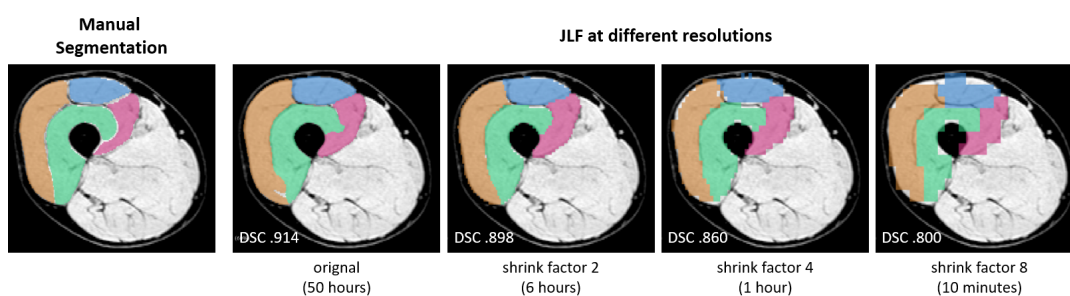 Manual
Segmentation
JLF at different resolutions
DSC .914
DSC .898
DSC .860
DSC .800
orignal
(50 hours)
shrink factor 2
(6 hours)
shrink factor 4
(1 hour)
shrink factor 8
(10 minutes)